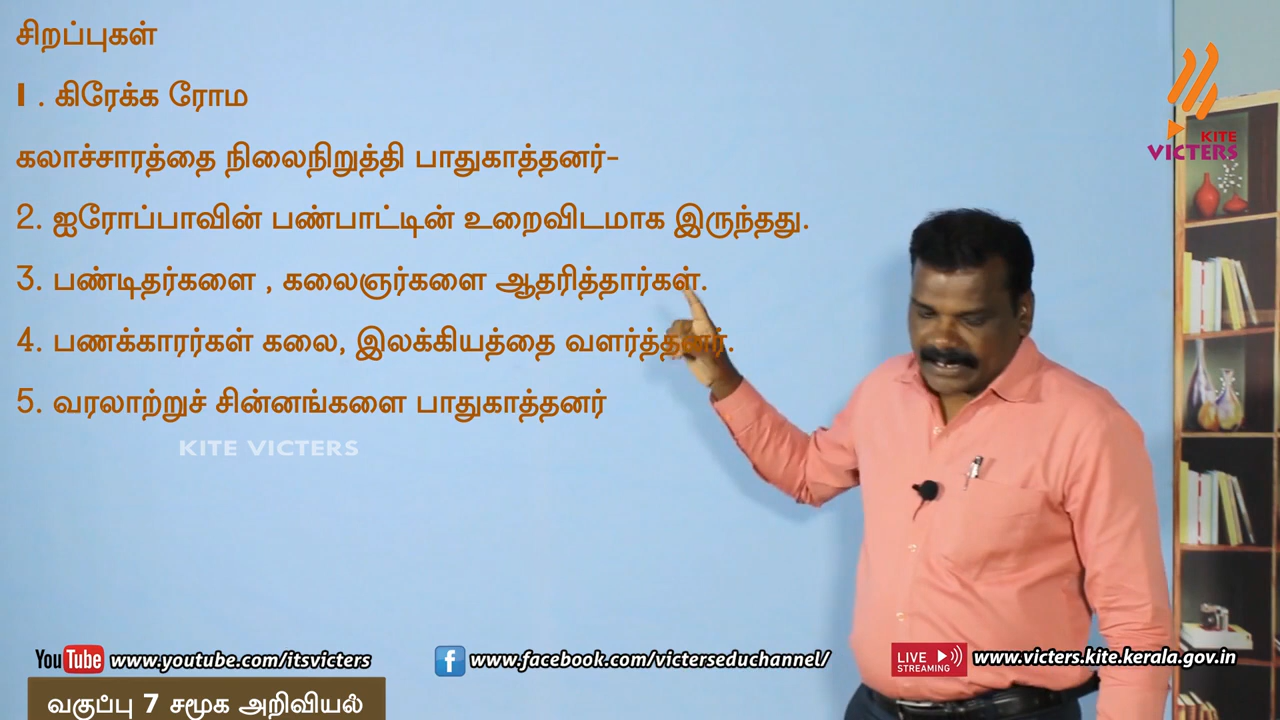 சிறப்புகள்
1 . கிரேக்க ரோம
கலாச்சாரத்தை நிலைநிறுத்தி பாதுகாத்தனர்-
2. ஐரோப்பாவின் பண்பாட்டின் உறைவிடமாக இருந்தது.
3. பண்டிதர்களை , கலைஞர்களை ஆதரித்தார்கள்.
4. பணக்காரர்கள் கலை, இலக்கியத்தை வளர்த்தனர்.
5. வரலாற்றுச் சின்னங்களை பாதுகாத்தனர்
KITE VICTERS
KITE
VICTERS
YouTube www.youtube.com/itsvicters
f www.facebook.com/victerseduchannel/
LIVE STREAMING www.victers.kite.kerala.gov.in
வகுப்பு 7 சமூக அறிவியல்